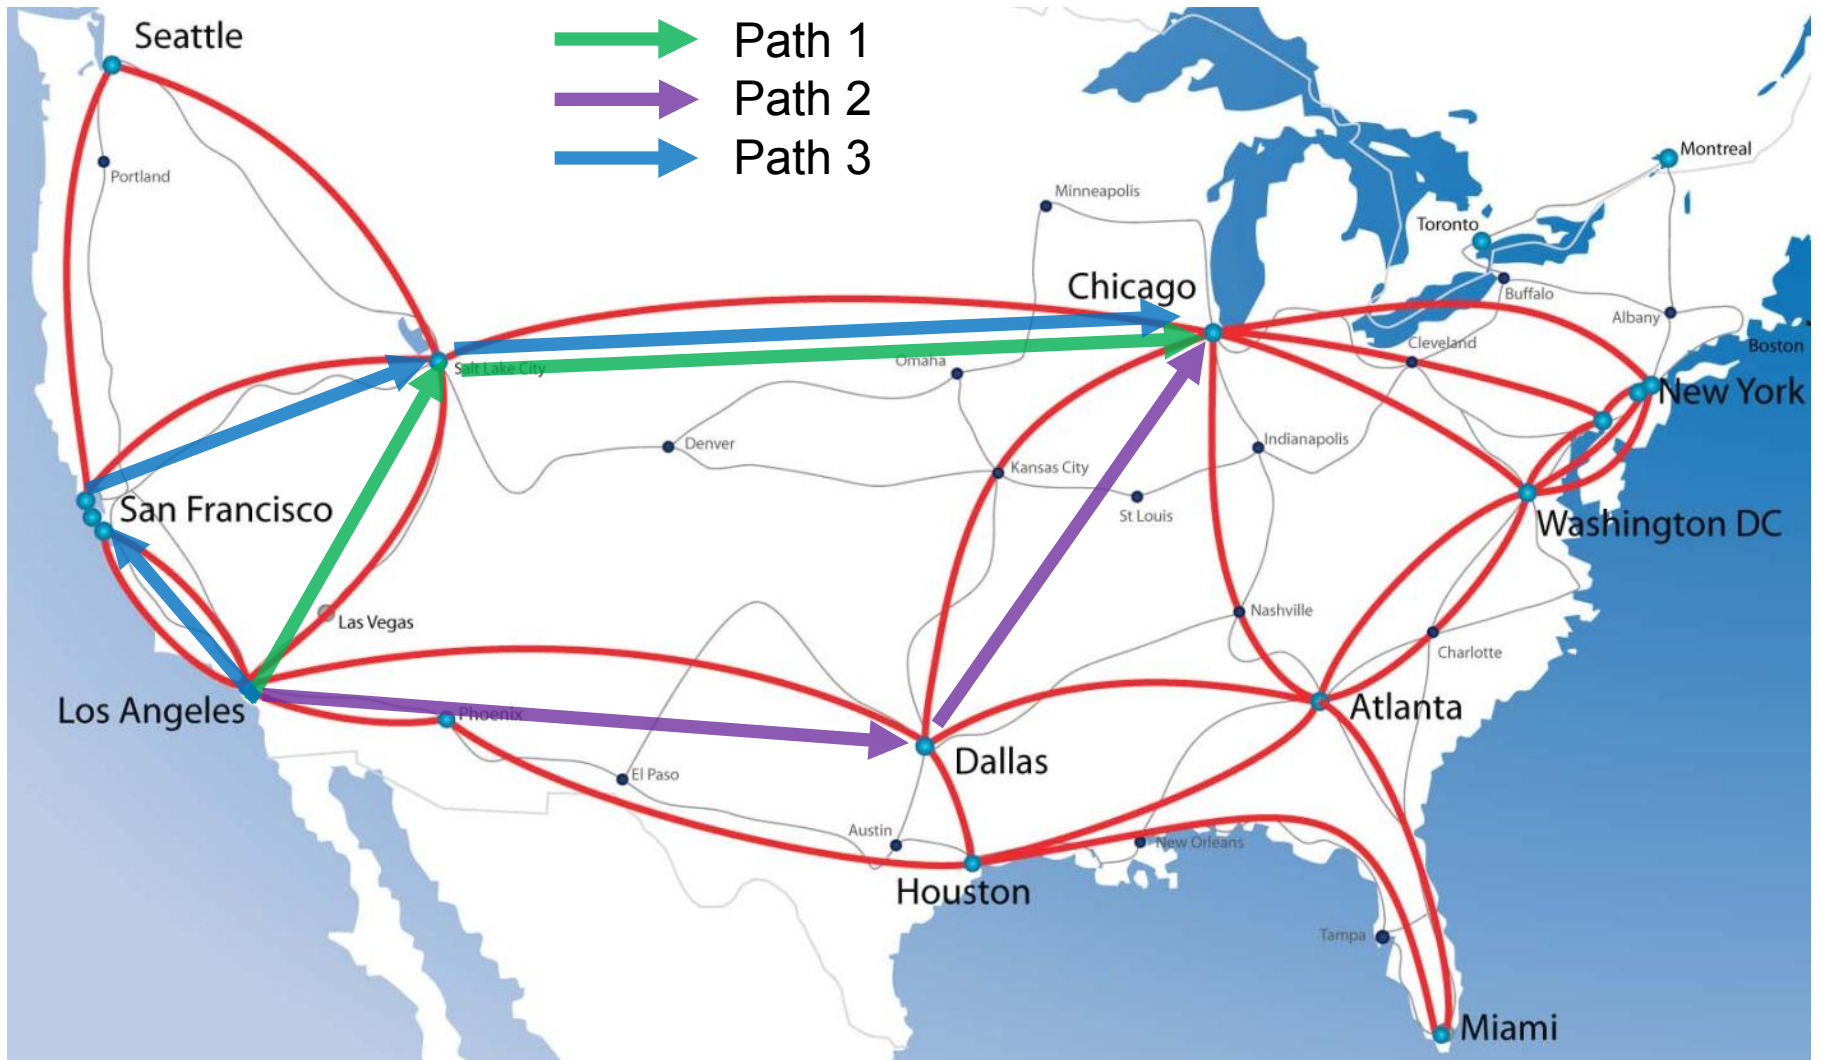 Seattle
Path 1
Path 2
Path 3
Portland
Montreal
Minneapolis
Toronto
Chicago
Buffalo
Albany
Boston
Cleveland
Omaha
Salt Lake City
New York
Denver
Indianapolis
Kansas City
St Louis
San Francisco
Washington DC
Las Vegas
Nashville
Charlotte
Los Angeles
Phoenix
Atlanta
Dallas
El Paso
Austin
New Orleans
Houston
Tampa
Miami